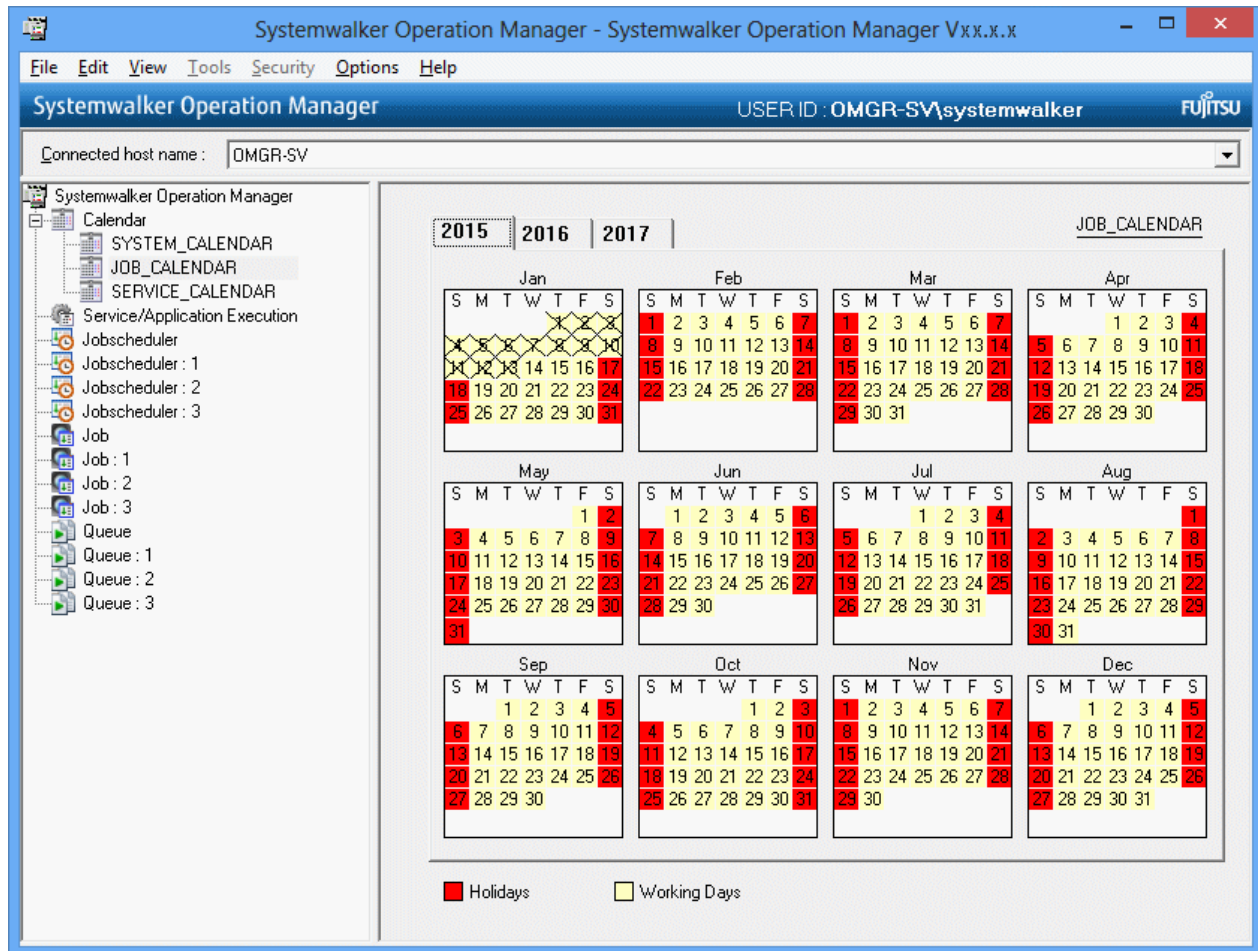 Systemwalker Operation Manager - Systemwalker Operation Manager Vxx.x.x
File Edit View Tools Security Options Help
Systemwalker Operation Manager USER ID : OMGR-SV\systemwalker FUJITSU
Connected host name : OMGR-SV
Systemwalker Operation Manager
Calendar
SYSTEM_CALENDAR
JOB_CALENDAR
SERVICE_CALENDAR
Service/Application Execution
Jobscheduler
Jobscheduler : 1
Jobscheduler : 2
Jobscheduler : 3
Job
Job : 1
Job : 2
Job : 3
Queue
Queue : 1
Queue : 2
Queue : 3
2015 2016 2017 JOB_CALENDAR
Jan
S M T W T F S
1 2 3
4 5 6 7 8 9 10
11 12 13 14 15 16 17
18 19 20 21 22 23 24
25 26 27 28 29 30 31
Feb
S M T W T F S
1 2 3 4 5 6 7
8 9 10 11 12 13 14
15 16 17 18 19 20 21
22 23 24 25 26 27 28
Mar
S M T W T F S
1 2 3 4 5 6 7
8 9 10 11 12 13 14
15 16 17 18 19 20 21
22 23 24 25 26 27 28
29 30 31
Apr
S M T W T F S
1 2 3 4
5 6 7 8 9 10 11
12 13 14 15 16 17 18
19 20 21 22 23 24 25
26 27 28 29 30
May
S M T W T F S
1 2
3 4 5 6 7 8 9
10 11 12 13 14 15 16
17 18 19 20 21 22 23
24 25 26 27 28 29 30
31
Jun
S M T W T F S
1 2 3 4 5 6
7 8 9 10 11 12 13
14 15 16 17 18 19 20
21 22 23 24 25 26 27
28 29 30
Jul
S M T W T F S
1 2 3 4
5 6 7 8 9 10 11
12 13 14 15 16 17 18
19 20 21 22 23 24 25
26 27 28 29 30 31
Aug
S M T W T F S
1
2 3 4 5 6 7 8
9 10 11 12 13 14 15
16 17 18 19 20 21 22
23 24 25 26 27 28 29
30 31
Sep
S M T W T F S
1 2 3 4 5
6 7 8 9 10 11 12
13 14 15 16 17 18 19
20 21 22 23 24 25 26
27 28 29 30
Oct
S M T W T F S
1 2 3
4 5 6 7 8 9 10
11 12 13 14 15 16 17
18 19 20 21 22 23 24
25 26 27 28 29 30 31
Nov
S M T W T F S
1 2 3 4 5 6 7
8 9 10 11 12 13 14
15 16 17 18 19 20 21
22 23 24 25 26 27 28
29 30
Dec
S M T W T F S
1 2 3 4 5
6 7 8 9 10 11 12
13 14 15 16 17 18 19
20 21 22 23 24 25 26
27 28 29 30 31
Holidays Working Days